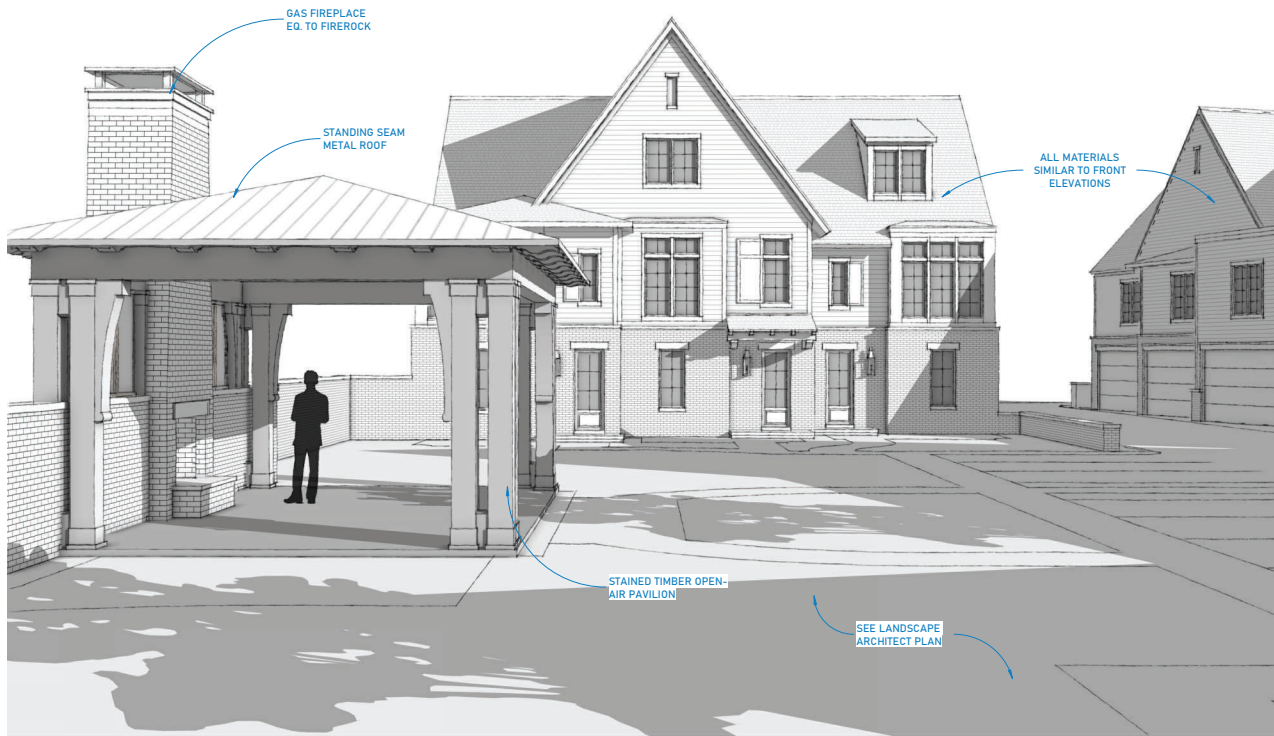 GAS FIREPLACE
EQ. TO FIREROCK
STANDING SEAM
METAL ROOF
ALL MATERIALS
SIMILAR TO FRONT
ELEVATIONS
STAINED TIMBER OPEN-
AIR PAVILION
SEE LANDSCAPE
ARCHITECT PLAN